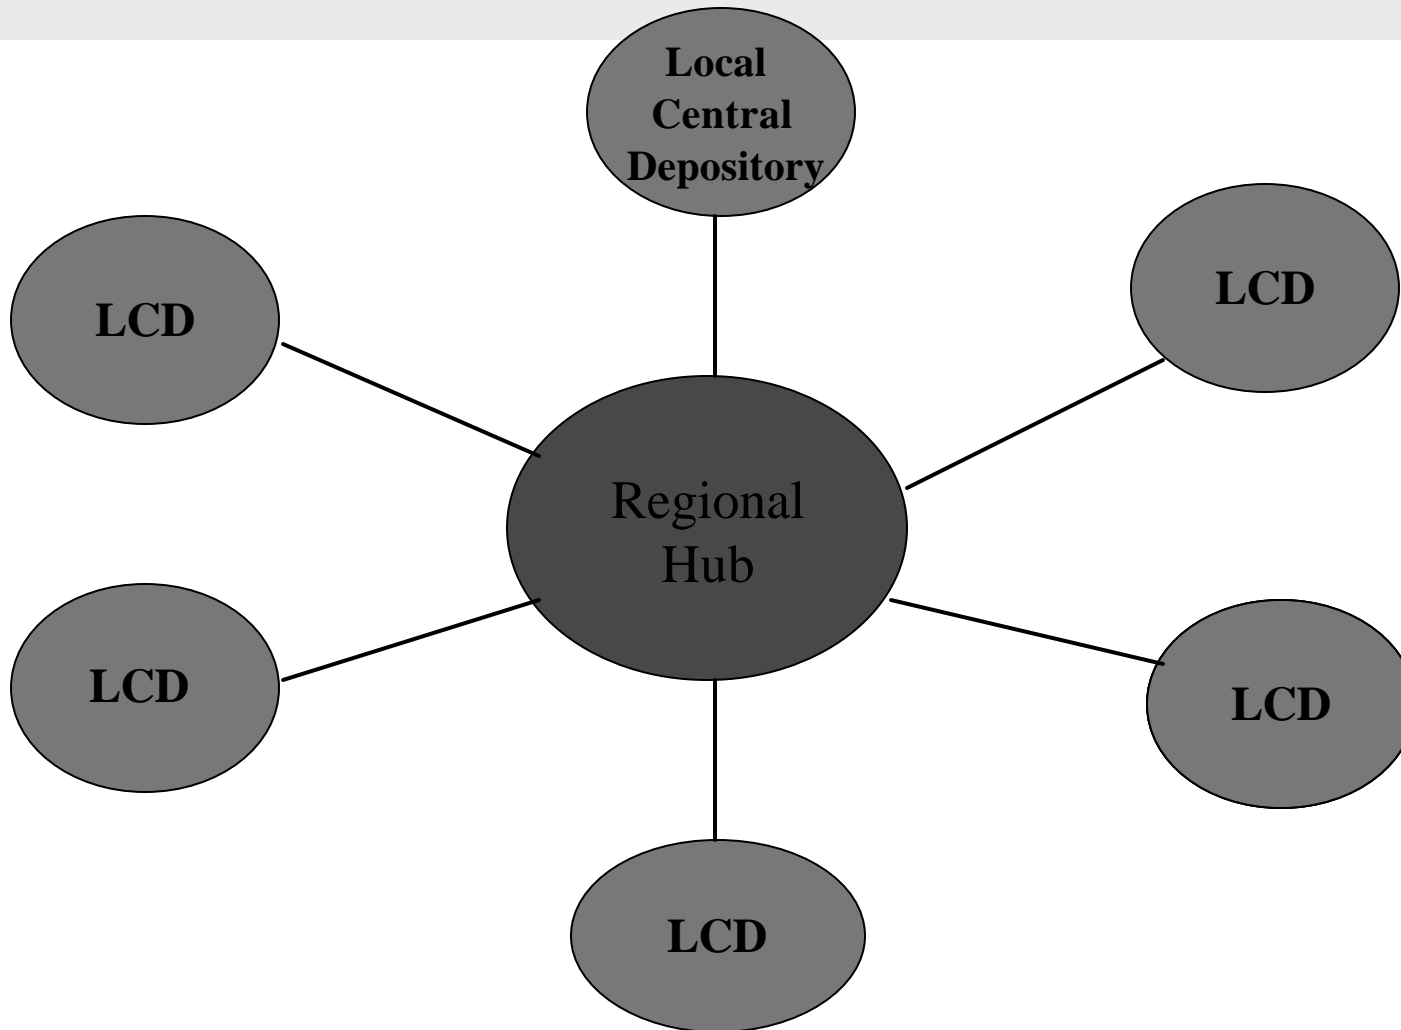 Local
Central
Depository
LCD
LCD
Regional
Hub
LCD
LCD
LCD